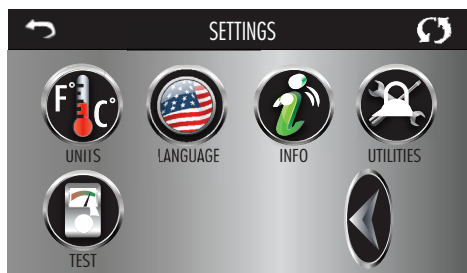 SETTINGS
F° C°
UNITS
LANGUAGE
INFO
UTILITIES
TEST